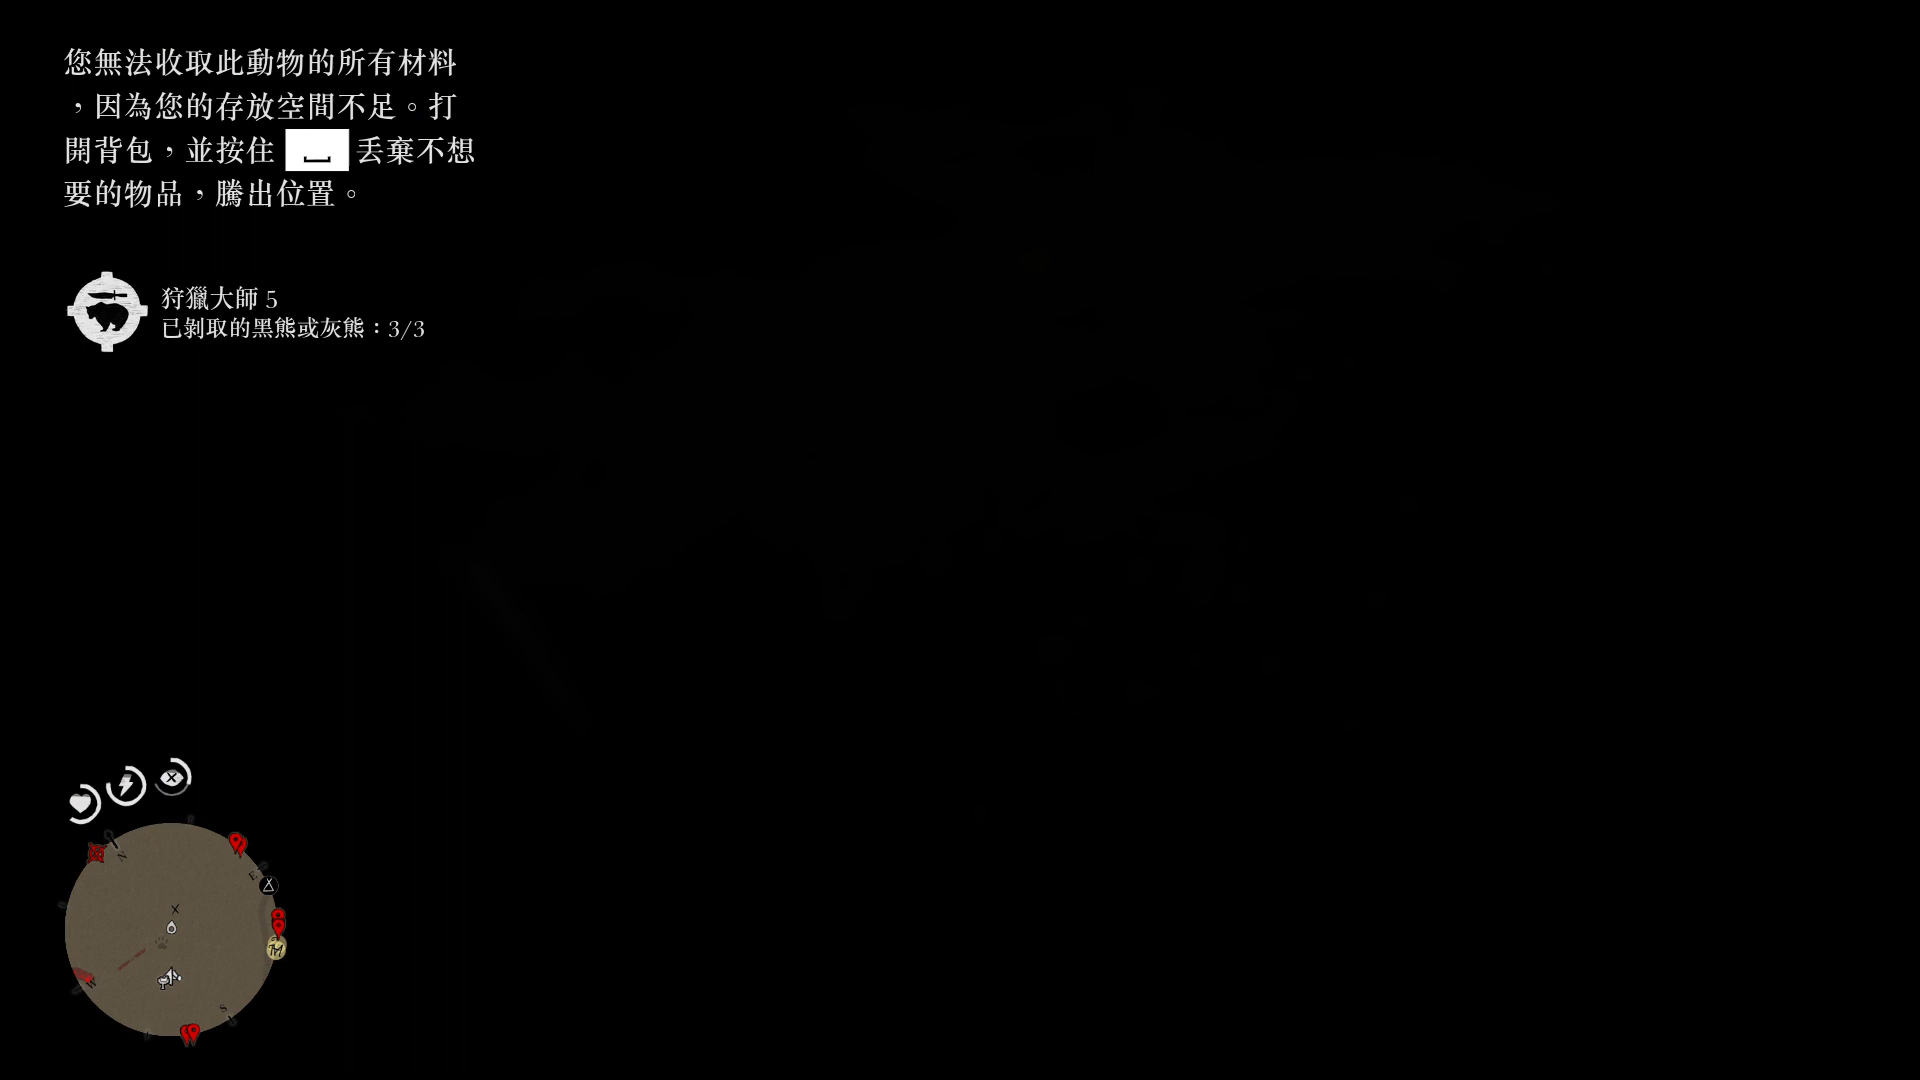 您無法收取此動物的所有材料
，因為您的存放空間不足。打
開背包，並按住 丟棄不想
要的物品，騰出位置。
狩獵大師 5
已剝取的黑熊或灰熊：3/3
N
E
TM
W
S